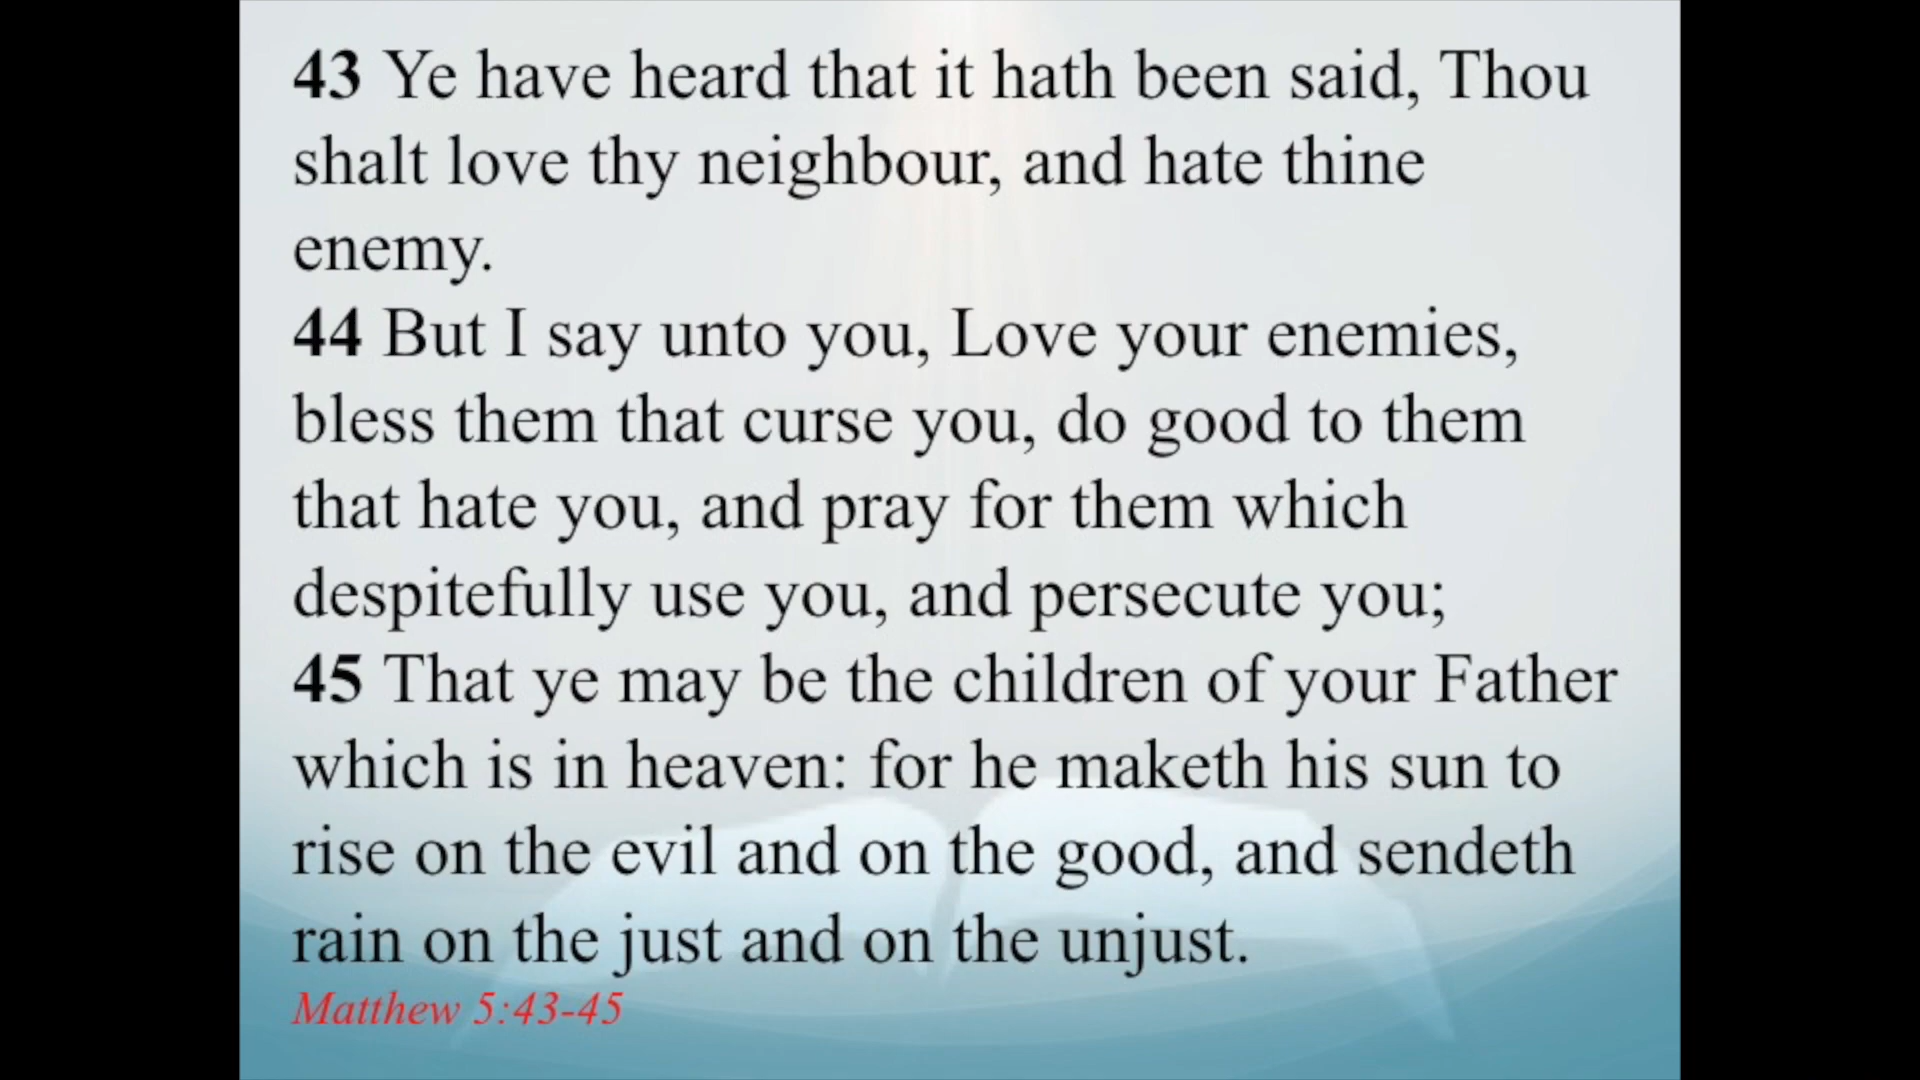 43 Ye have heard that it hath been said, Thou
shalt love thy neighbour, and hate thine
enemy.
44 But I say unto you, Love your enemies,
bless them that curse you, do good to them
that hate you, and pray for them which
despitefully use you, and persecute you;
45 That ye may be the children of your Father
which is in heaven: for he maketh his sun to
rise on the evil and on the good, and sendeth
rain on the just and on the unjust.
Matthew 5:43-45